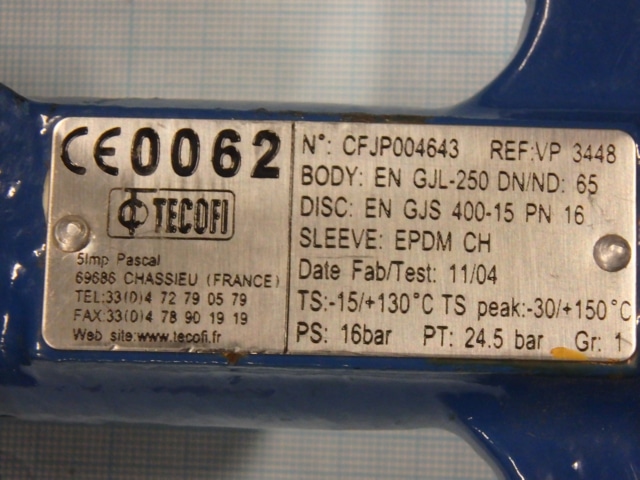 CE 0062
TECOFI
5Imp Pascal
69686 CHASSIEU (FRANCE)
TEL:33(0)4 72 79 05 79
FAX:33(0)4 78 90 19 19
Web site:www.tecofi.fr
N°: CFJP004643 REF:VP 3448
BODY: EN GJL-250 DN/ND: 65
DISC: EN GJS 400-15 PN 16
SLEEVE: EPDM CH
Date Fab/Test: 11/04
TS:-15/+130°C TS peak:-30/+150°C
PS: 16bar PT: 24.5 bar Gr: 1